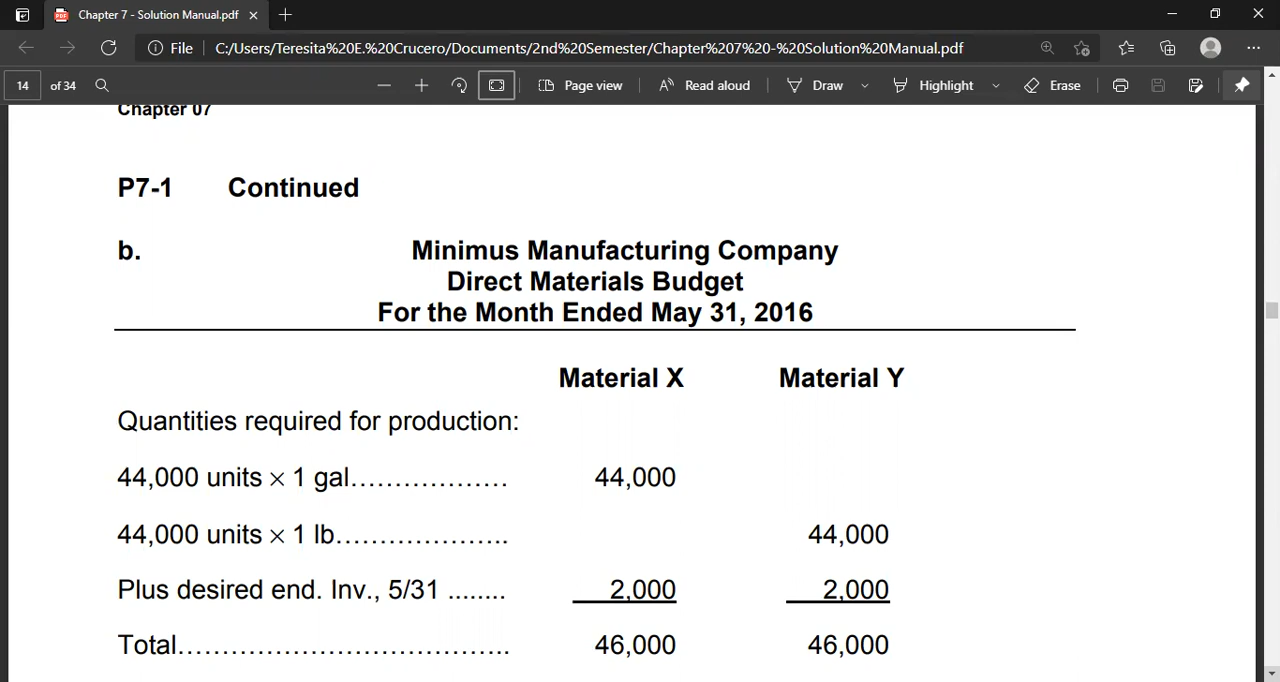 Chapter 7 - Solution Manual.pdf
File C:/Users/Teresita%20E.%20Crucero/Documents/2nd%20Semester/Chapter%207%20-%20Solution%20Manual.pdf
14 of 34 Page view Read aloud Draw Highlight Erase
Chapter 07
P7-1 Continued
b. Minimus Manufacturing Company
Direct Materials Budget
For the Month Ended May 31, 2016
Material X Material Y
Quantities required for production:
44,000 units × 1 gal.................. 44,000
44,000 units × 1 lb.................... 44,000
Plus desired end. Inv., 5/31 ........ 2,000 2,000
Total...................................... 46,000 46,000